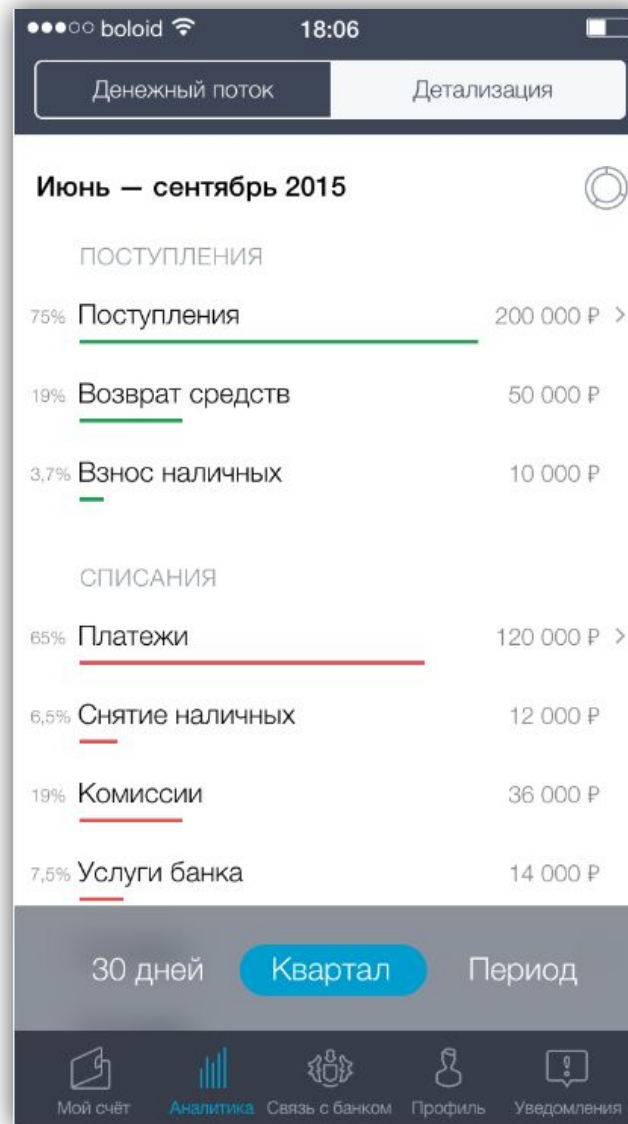 boloid 18:06
Денежный поток Детализация
Июнь — сентябрь 2015
ПОСТУПЛЕНИЯ
75% Поступления 200 000 ₽ >
19% Возврат средств 50 000 ₽
3,7% Взнос наличных 10 000 ₽
СПИСАНИЯ
65% Платежи 120 000 ₽ >
6,5% Снятие наличных 12 000 ₽
19% Комиссии 36 000 ₽
7,5% Услуги банка 14 000 ₽
30 дней Квартал Период
Мой счёт Аналитика Связь с банком Профиль Уведомления